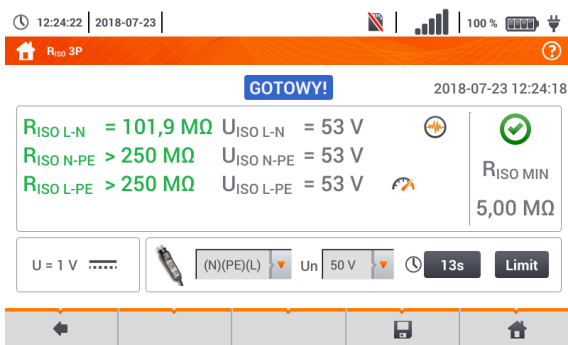 12:24:22 2018-07-23 100 %
RISO 3P ?
GOTOWY! 2018-07-23 12:24:18
RISO L-N = 101,9 MΩ UISO L-N = 53 V
RISO N-PE > 250 MΩ UISO N-PE = 53 V
RISO L-PE > 250 MΩ UISO L-PE = 53 V
RISO MIN
5,00 MΩ
U = 1 V (N)(PE)(L) Un 50 V 13s Limit